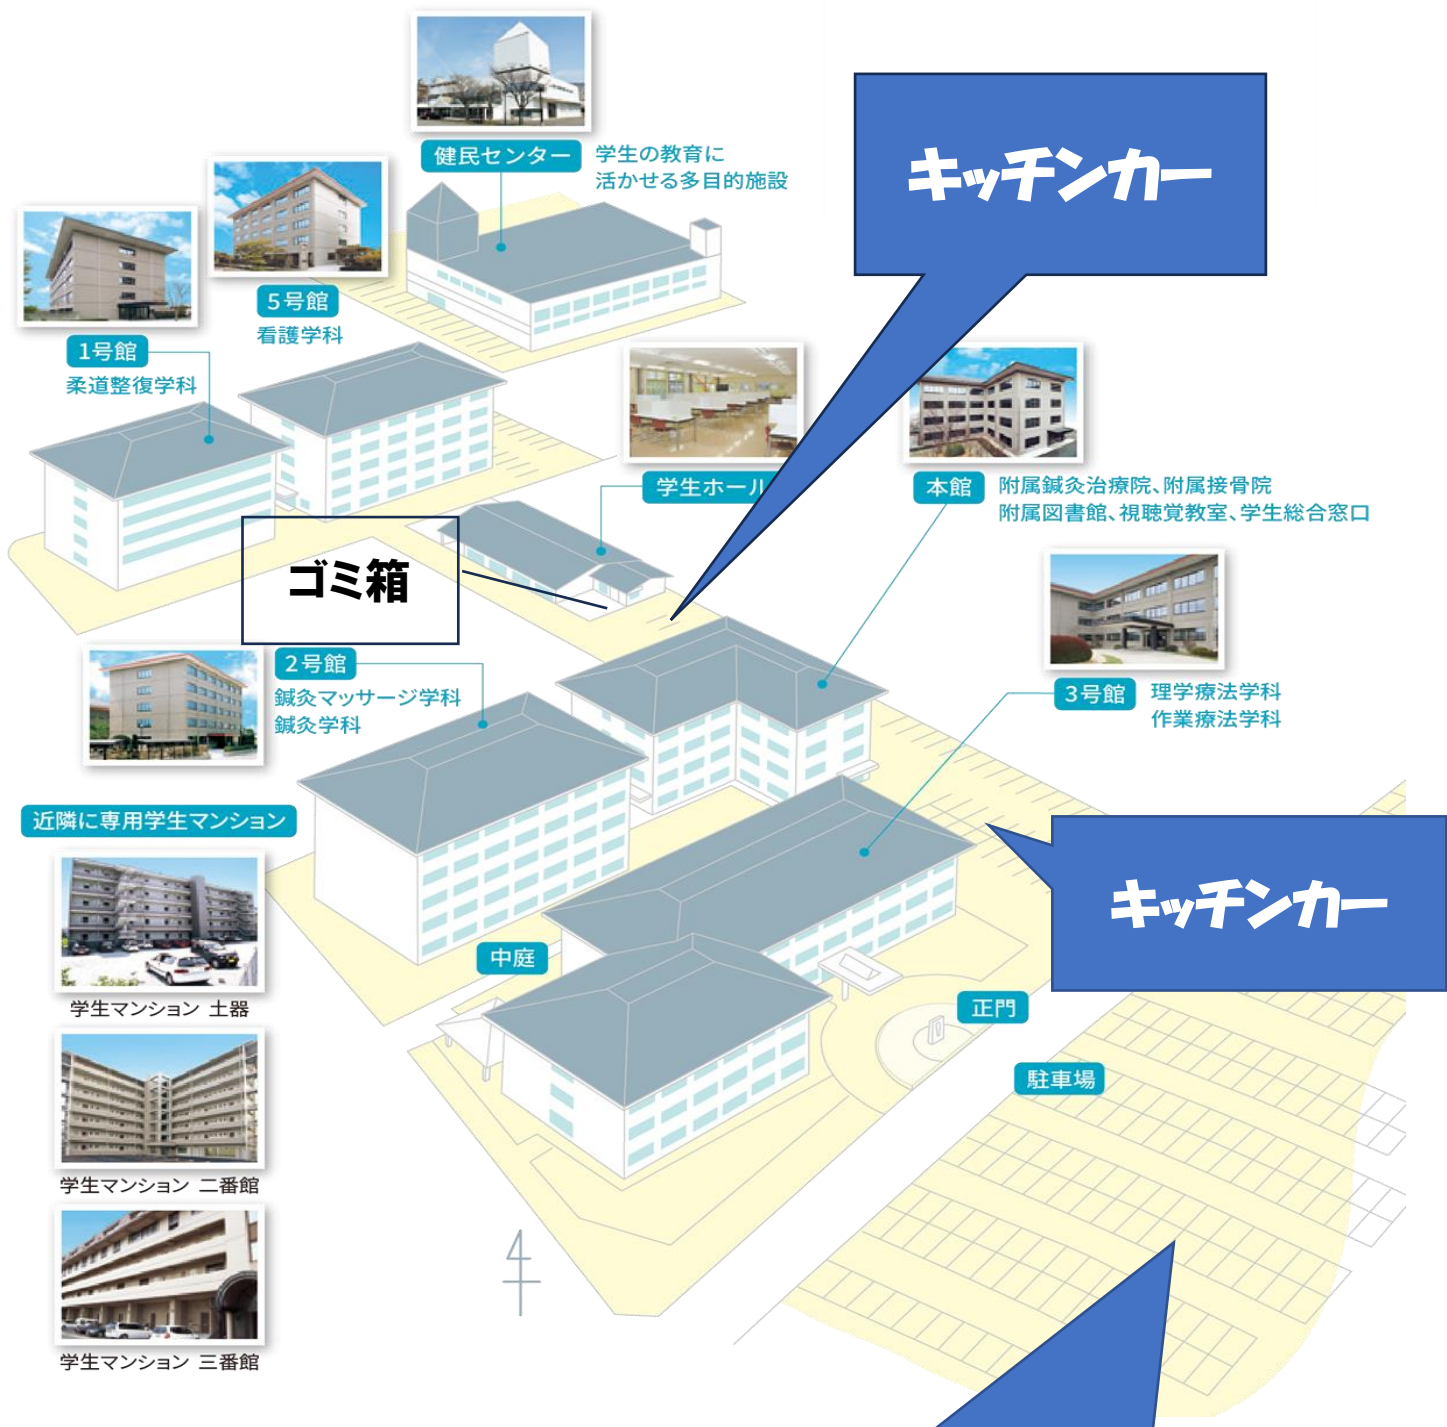 健民センター
学生の教育に
活かせる多目的施設
キッチンカー
5号館
看護学科
1号館
柔道整復学科
学生ホール
本館
附属鍼灸治療院、附属接骨院
附属図書館、視聴覚教室、学生総合窓口
ゴミ箱
2号館
鍼灸マッサージ学科
鍼灸学科
3号館
理学療法学科
作業療法学科
近隣に専用学生マンション
キッチンカー
中庭
学生マンション 土器
正門
駐車場
学生マンション 二番館
学生マンション 三番館